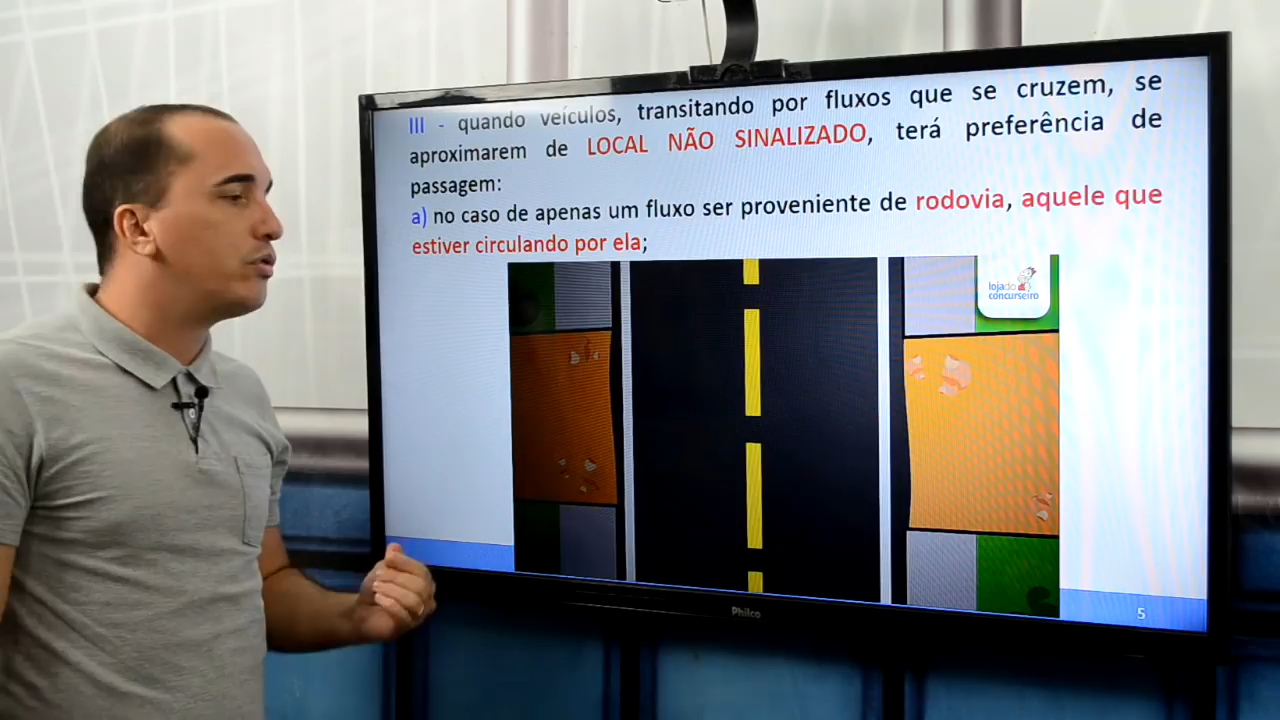 III - quando veículos, transitando por fluxos que se cruzem, se
aproximarem de LOCAL NÃO SINALIZADO, terá preferência de
passagem:
a) no caso de apenas um fluxo ser proveniente de rodovia, aquele que
estiver circulando por ela;
lojado
concurseiro
5
Philco